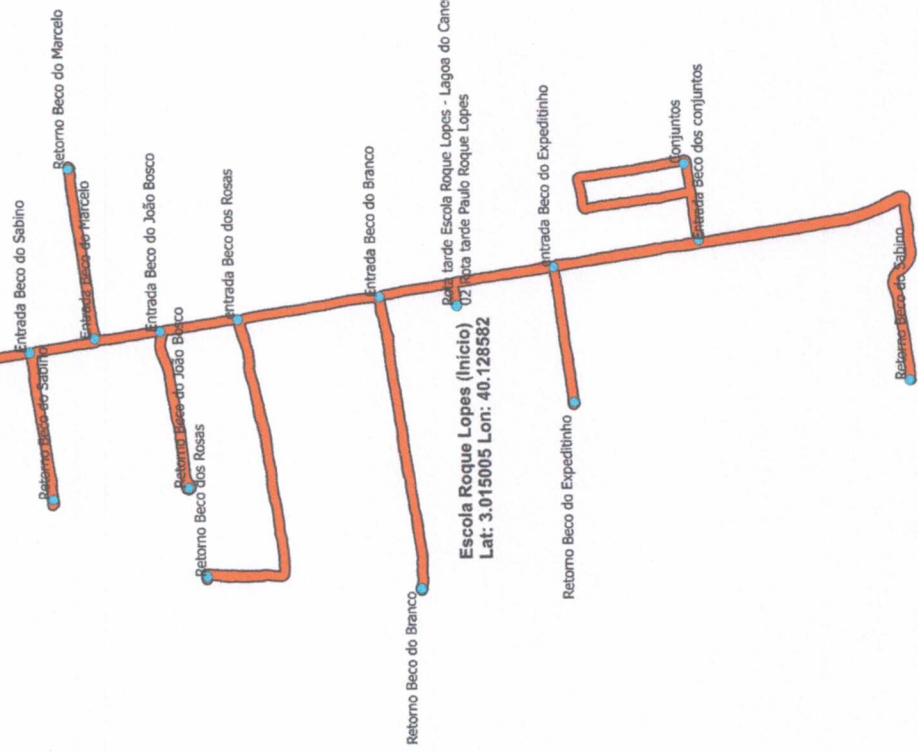 Retorno Beco do Marcelo
Entrada Beco do Sabino
Entrada Beco do Marcelo
Retorno Beco do Sabino
Entrada Beco do João Bosco
Retorno Beco do João Bosco
entrada Beco dos Rosas
Retorno Beco dos Rosas
Entrada Beco do Branco
Retorno Beco do Branco
Rota tarde Escola Roque Lopes - Lagoa do Cane
02 Rota tarde Paulo Roque Lopes
Escola Roque Lopes (Início)
Lat: 3.015005 Lon: 40.128582
entrada Beco do Expeditinho
Retorno Beco do Expeditinho
Conjuntos
Entrada Beco dos conjuntos
Retorno Beco do Sabino